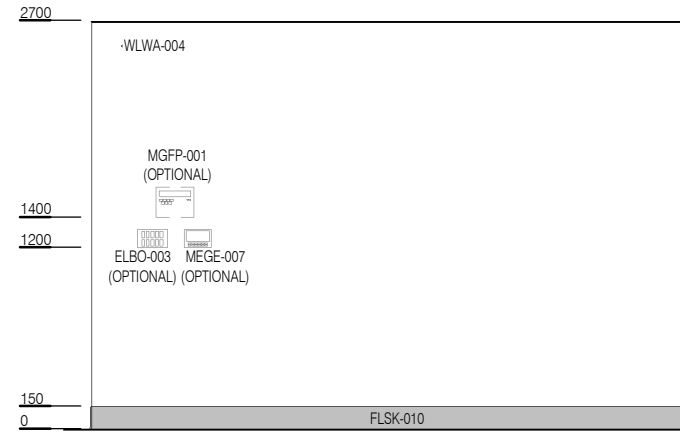 2700
·WLWA-004
MGFP-001
(OPTIONAL)
1400
1200
ELBO-003 MEGE-007
(OPTIONAL) (OPTIONAL)
150
0
FLSK-010